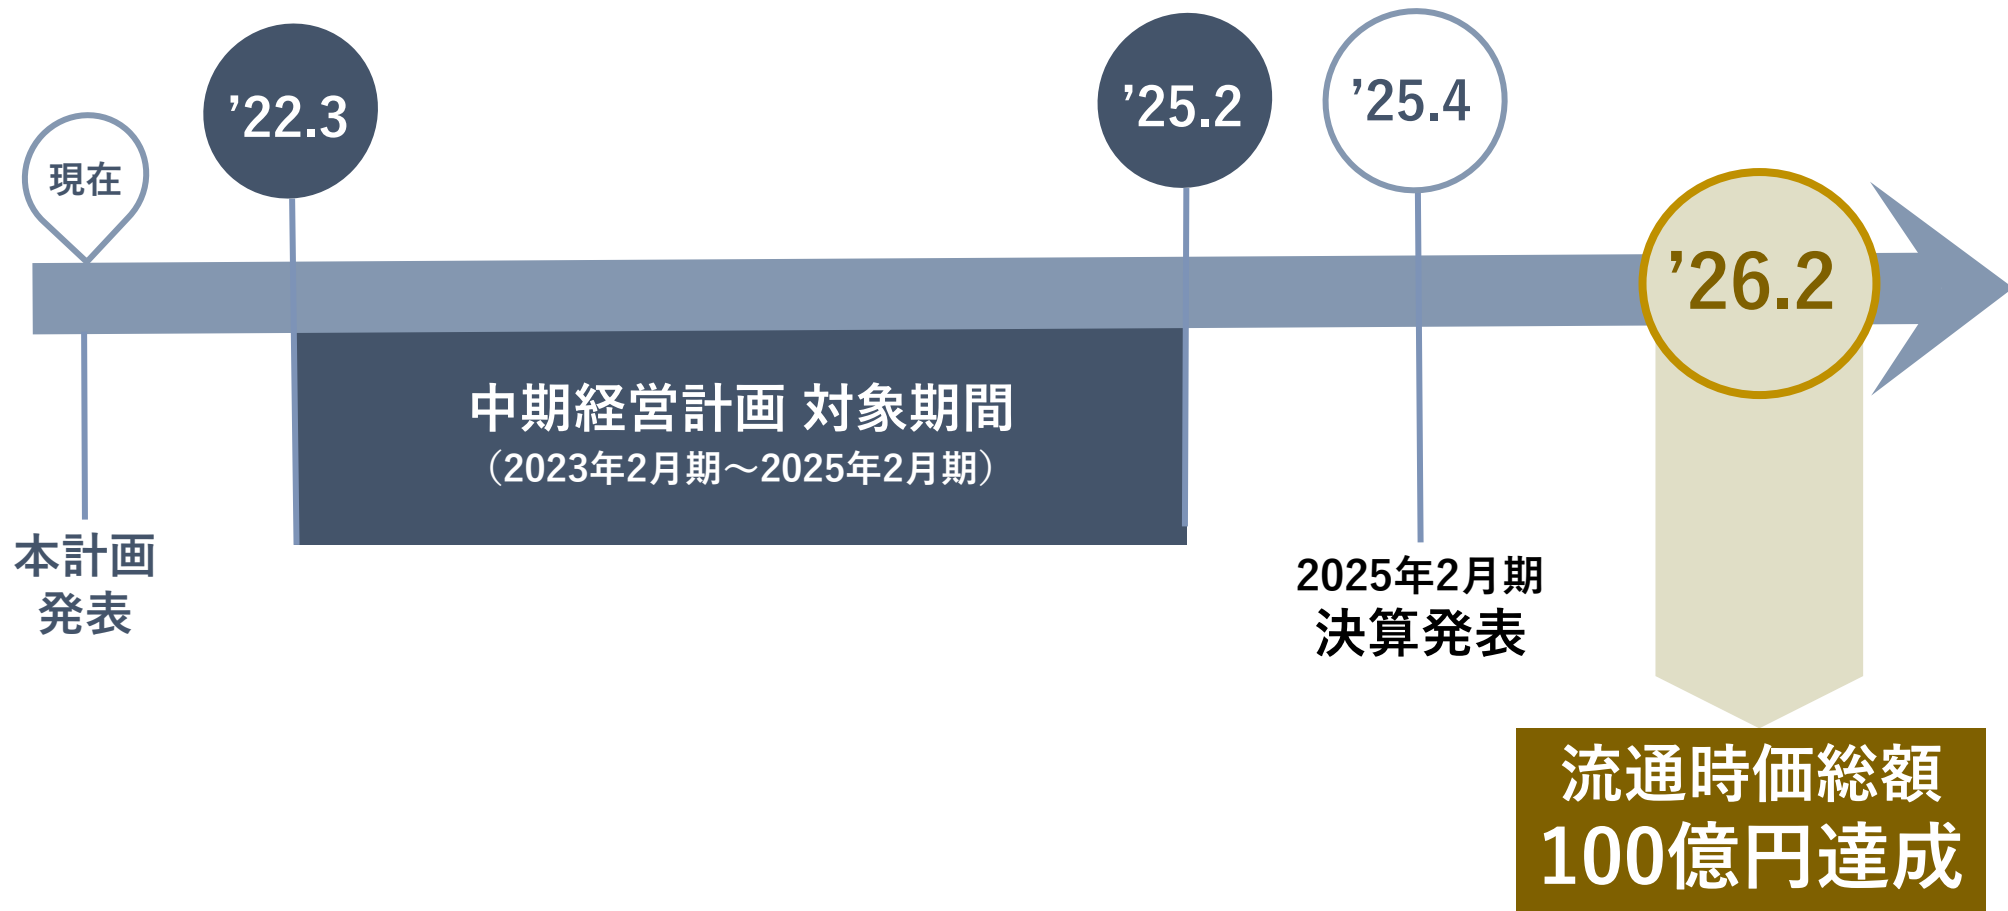 現在
’22.3
’25.2
’25.4
’26.2
中期経営計画 対象期間
（2023年2月期～2025年2月期）
本計画
発表
2025年2月期
決算発表
流通時価総額
100億円達成